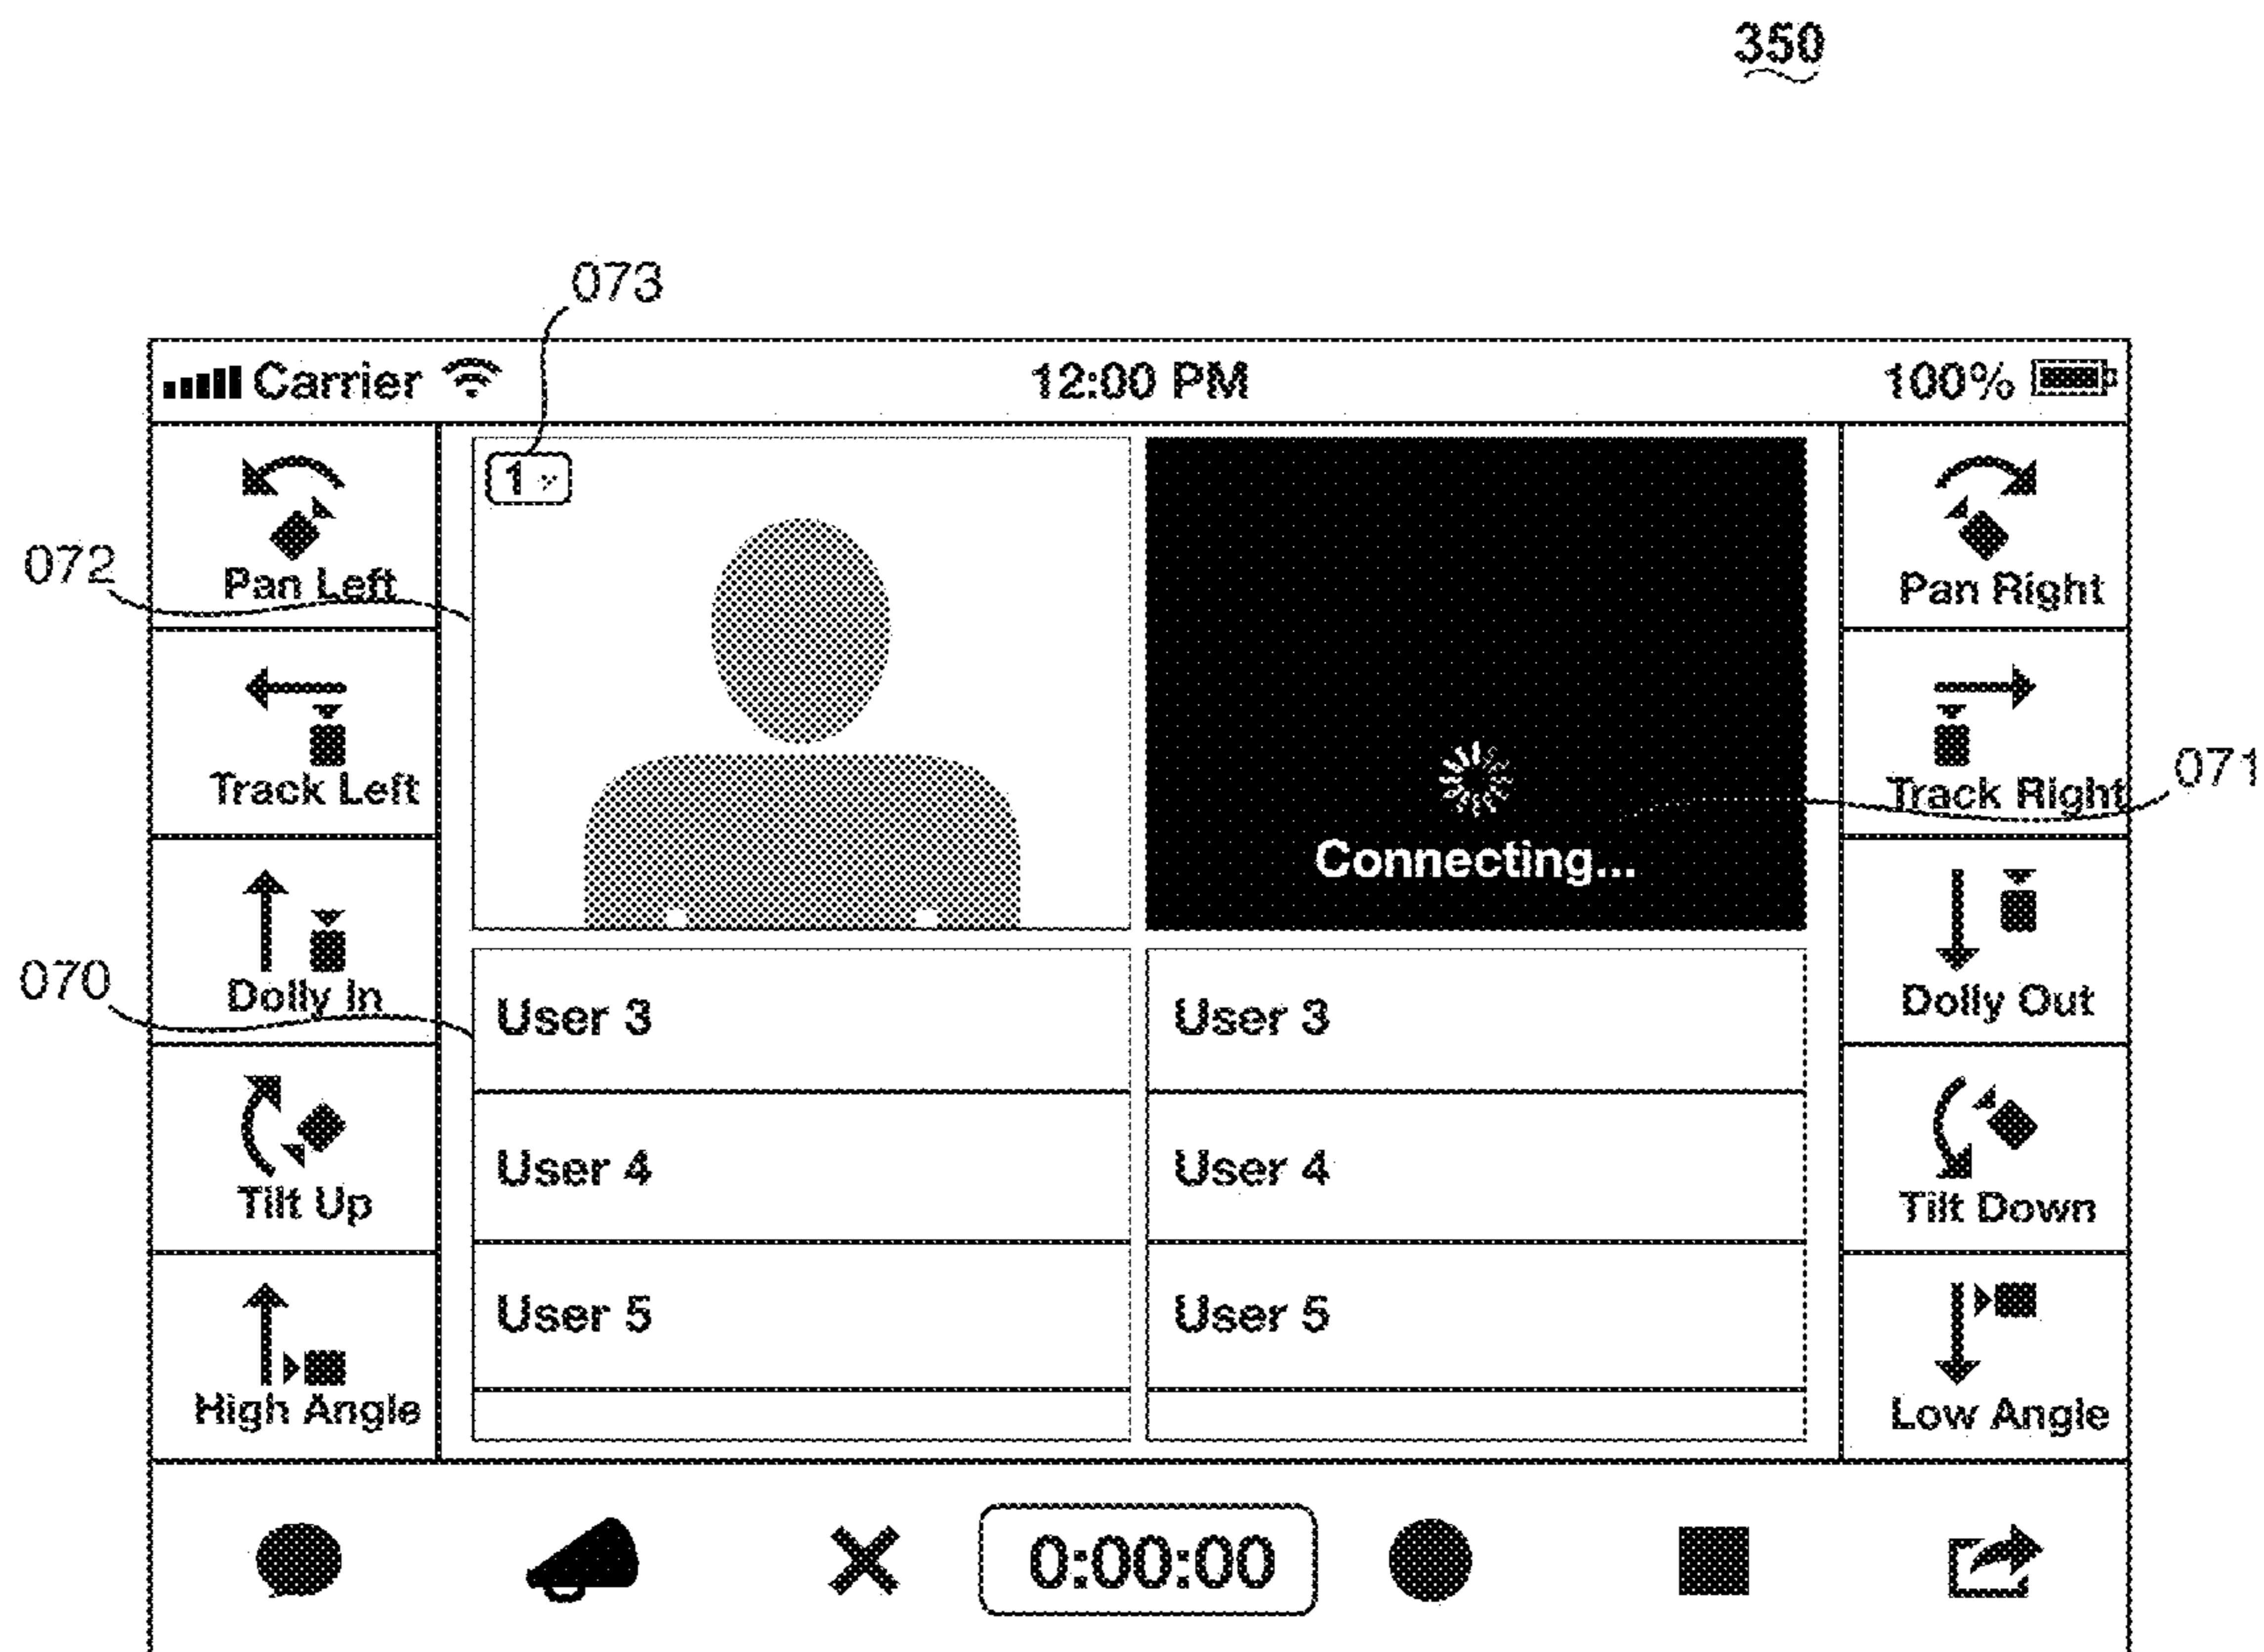 350
073
Carrier 12:00 PM 100%
1
072
Pan Left
Pan Right
Track Left
Track Right
071
Connecting...
070
Dolly In
Dolly Out
User 3
User 3
User 4
User 4
Tilt Up
Tilt Down
User 5
User 5
High Angle
Low Angle
0:00:00